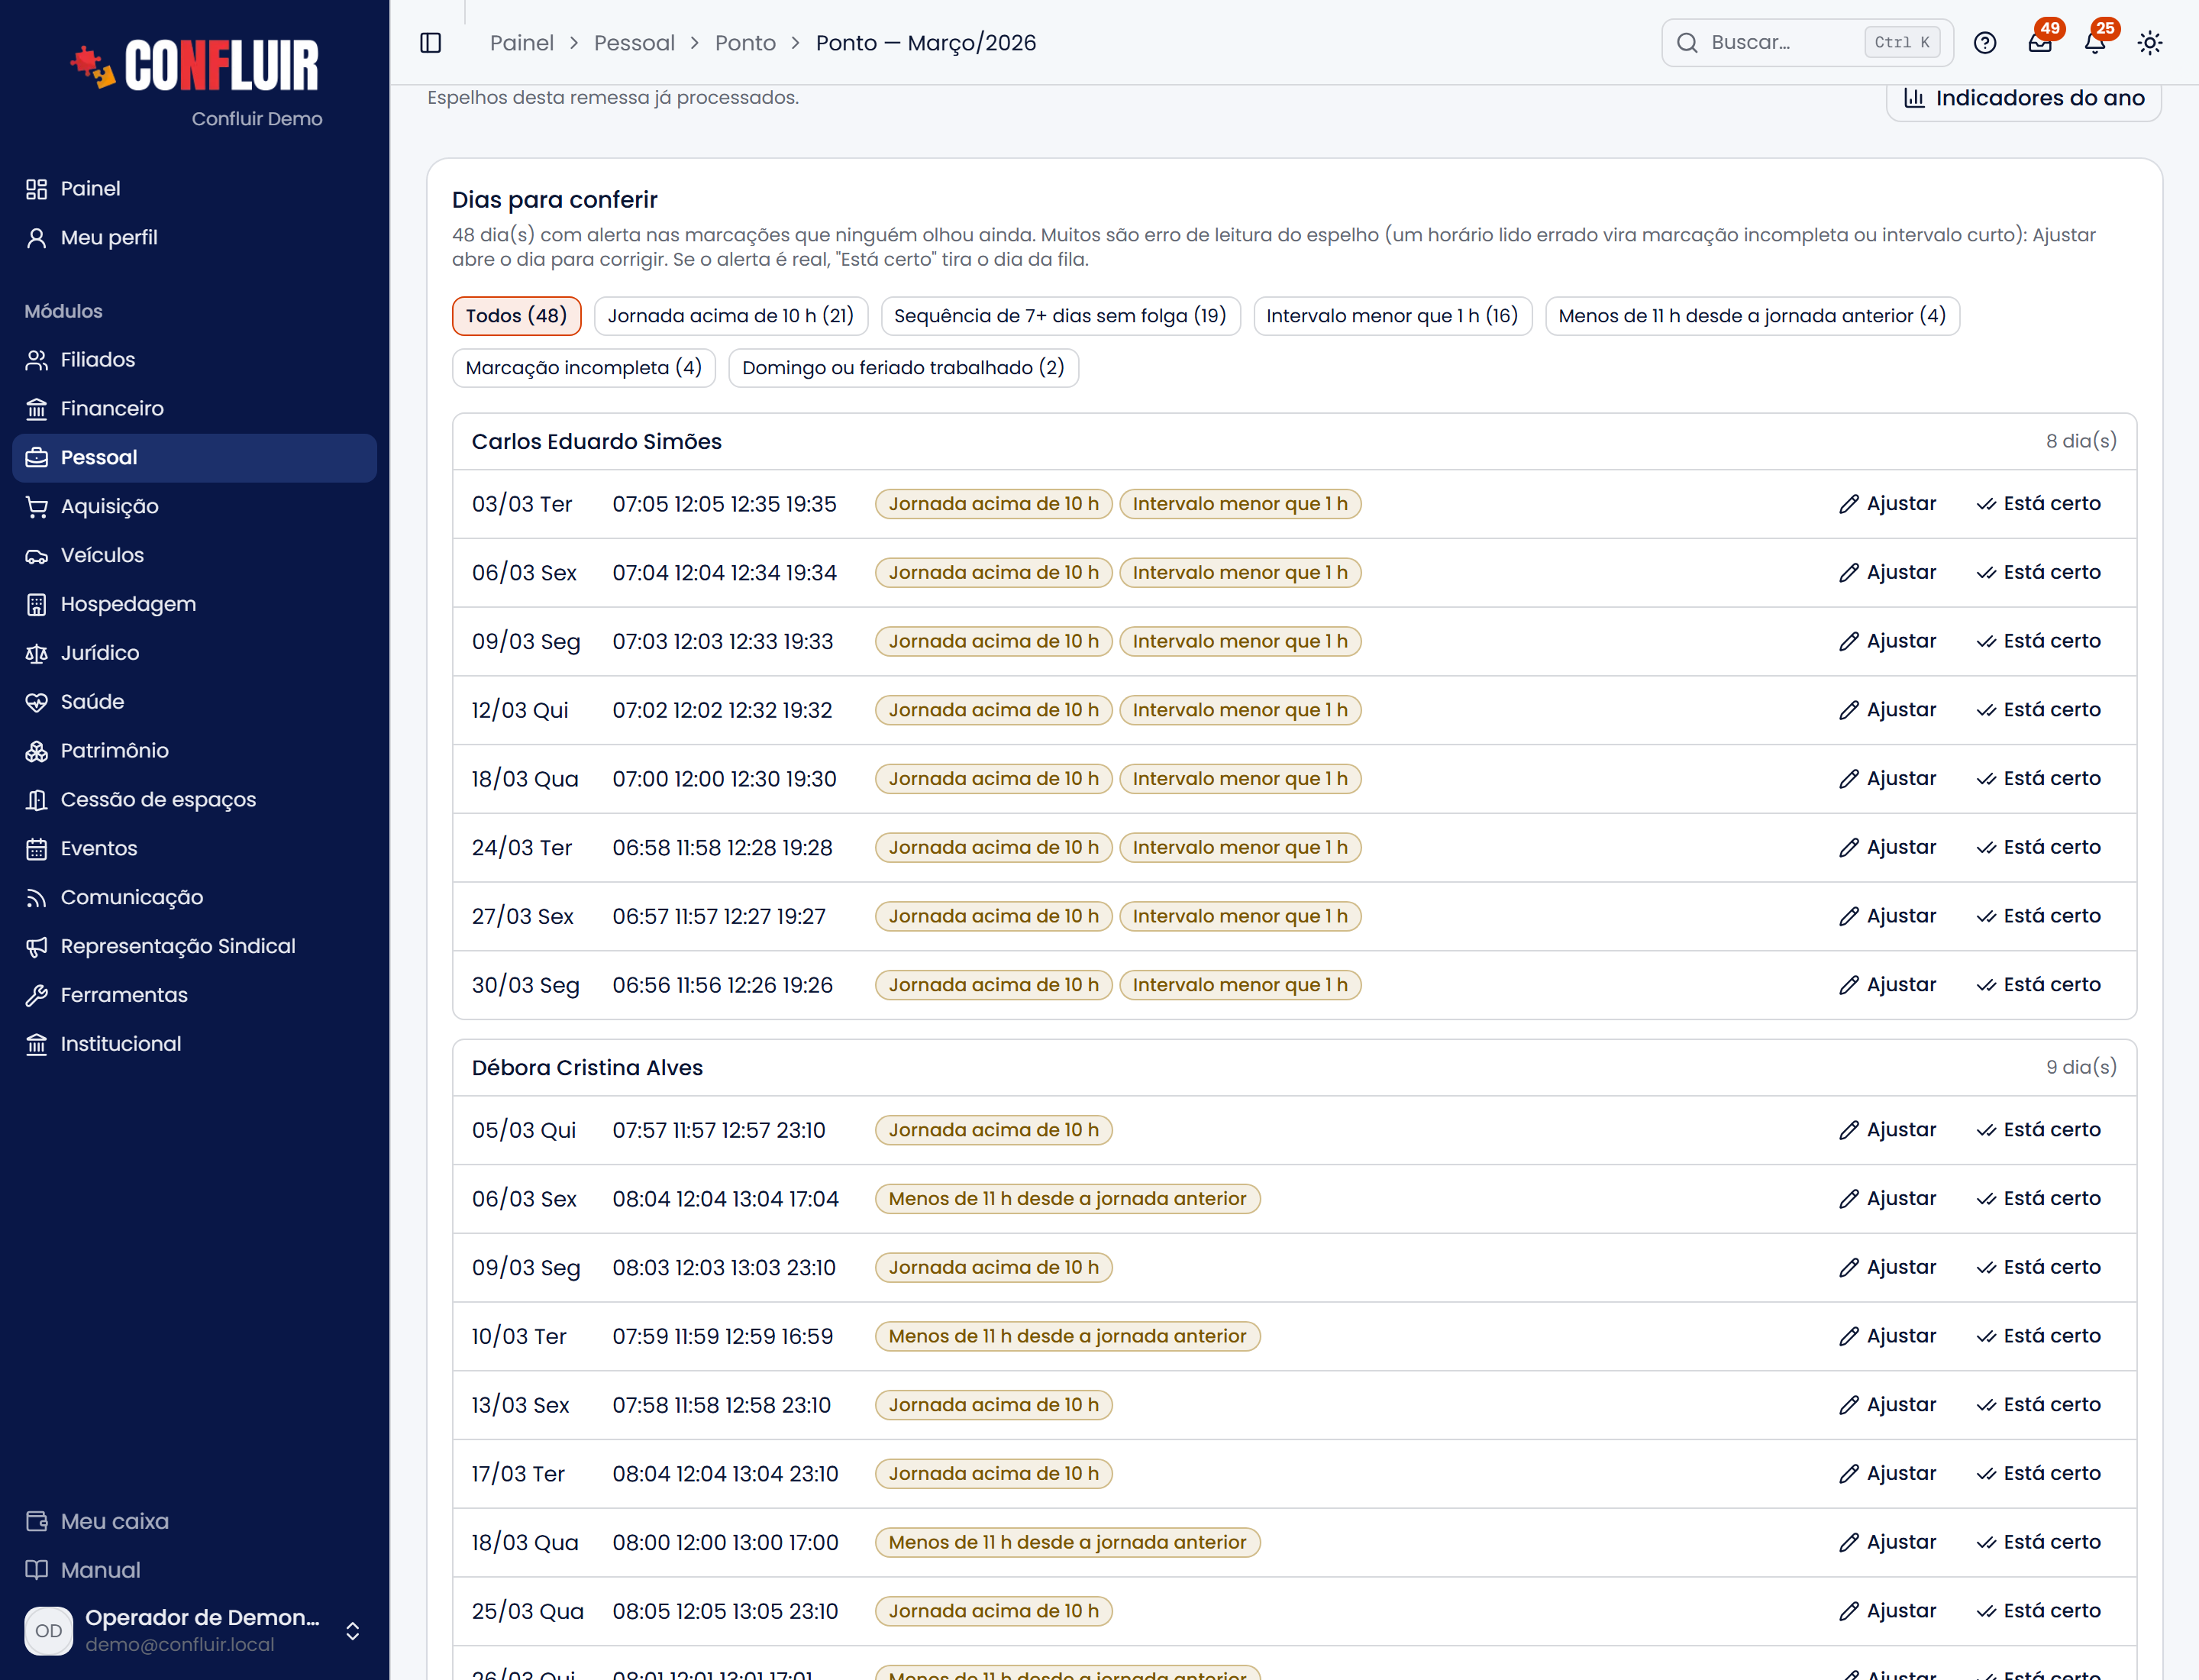 CONFLUIR
Confluir Demo
Painel
Meu perfil
Módulos
Filiados
Financeiro
Pessoal
Aquisição
Veículos
Hospedagem
Jurídico
Saúde
Patrimônio
Cessão de espaços
Eventos
Comunicação
Representação Sindical
Ferramentas
Institucional
Meu caixa
Manual
OD
Operador de Demon...
demo@confluir.local
Painel > Pessoal > Ponto > Ponto — Março/2026
Buscar... Ctrl K
49
25
Espelhos desta remessa já processados.
Indicadores do ano
Dias para conferir
48 dia(s) com alerta nas marcações que ninguém olhou ainda. Muitos são erro de leitura do espelho (um horário lido errado vira marcação incompleta ou intervalo curto): Ajustar
abre o dia para corrigir. Se o alerta é real, "Está certo" tira o dia da fila.
Todos (48) Jornada acima de 10 h (21) Sequência de 7+ dias sem folga (19) Intervalo menor que 1 h (16) Menos de 11 h desde a jornada anterior (4)
Marcação incompleta (4) Domingo ou feriado trabalhado (2)
Carlos Eduardo Simões 8 dia(s)
03/03 Ter 07:05 12:05 12:35 19:35 Jornada acima de 10 h Intervalo menor que 1 h Ajustar Está certo
06/03 Sex 07:04 12:04 12:34 19:34 Jornada acima de 10 h Intervalo menor que 1 h Ajustar Está certo
09/03 Seg 07:03 12:03 12:33 19:33 Jornada acima de 10 h Intervalo menor que 1 h Ajustar Está certo
12/03 Qui 07:02 12:02 12:32 19:32 Jornada acima de 10 h Intervalo menor que 1 h Ajustar Está certo
18/03 Qua 07:00 12:00 12:30 19:30 Jornada acima de 10 h Intervalo menor que 1 h Ajustar Está certo
24/03 Ter 06:58 11:58 12:28 19:28 Jornada acima de 10 h Intervalo menor que 1 h Ajustar Está certo
27/03 Sex 06:57 11:57 12:27 19:27 Jornada acima de 10 h Intervalo menor que 1 h Ajustar Está certo
30/03 Seg 06:56 11:56 12:26 19:26 Jornada acima de 10 h Intervalo menor que 1 h Ajustar Está certo
Débora Cristina Alves 9 dia(s)
05/03 Qui 07:57 11:57 12:57 23:10 Jornada acima de 10 h Ajustar Está certo
06/03 Sex 08:04 12:04 13:04 17:04 Menos de 11 h desde a jornada anterior Ajustar Está certo
09/03 Seg 08:03 12:03 13:03 23:10 Jornada acima de 10 h Ajustar Está certo
10/03 Ter 07:59 11:59 12:59 16:59 Menos de 11 h desde a jornada anterior Ajustar Está certo
13/03 Sex 07:58 11:58 12:58 23:10 Jornada acima de 10 h Ajustar Está certo
17/03 Ter 08:04 12:04 13:04 23:10 Jornada acima de 10 h Ajustar Está certo
18/03 Qua 08:00 12:00 13:00 17:00 Menos de 11 h desde a jornada anterior Ajustar Está certo
25/03 Qua 08:05 12:05 13:05 23:10 Jornada acima de 10 h Ajustar Está certo
26/03 Qui 08:01 12:01 13:01 17:01 Menos de 11 h desde a jornada anterior Ajustar Está certo